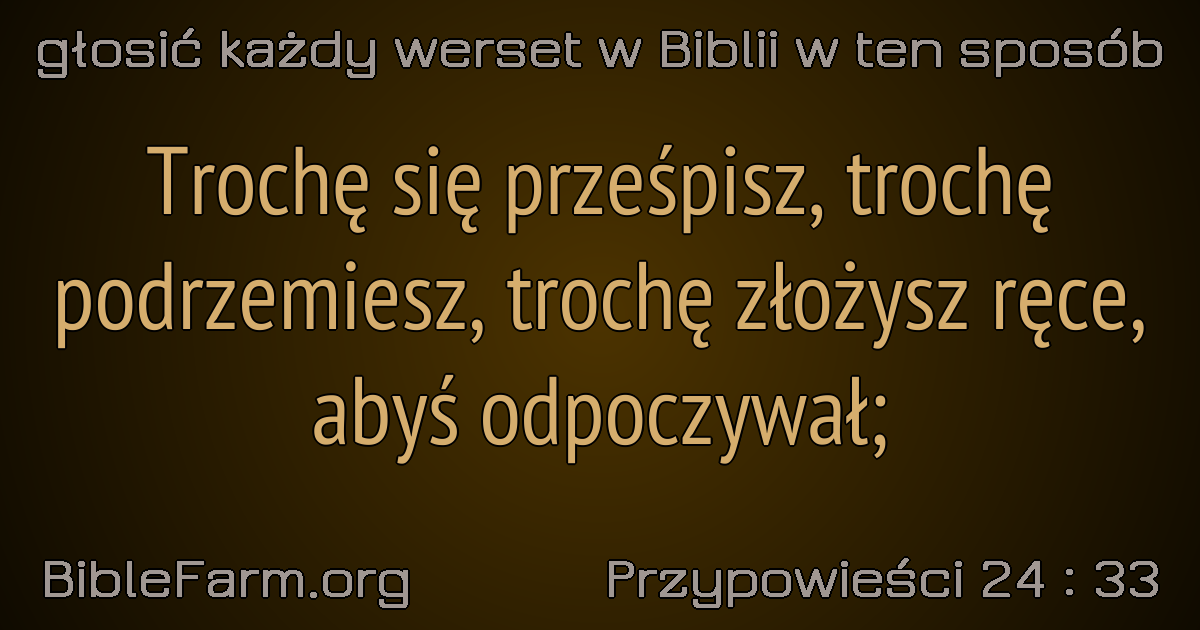 głosić każdy werset w Biblii w ten sposób
Trochę się prześpisz, trochę
podrzemiesz, trochę złożysz ręce,
abyś odpoczywał;
BibleFarm.org
Przypowieści 24 : 33